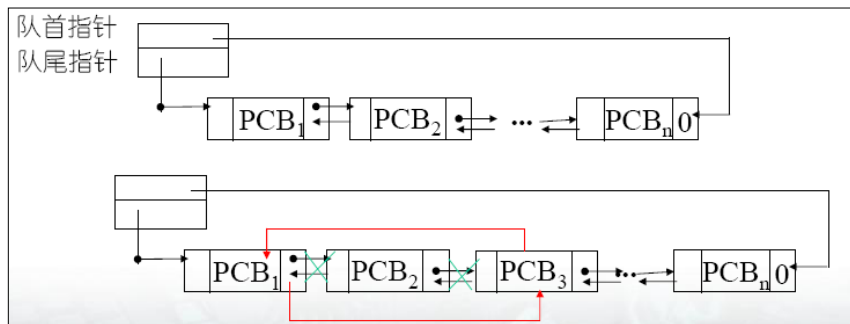 队首指针
队尾指针
PCB₁ PCB₂ ... PCBₙ 0
PCB₁ PCB₂ PCB₃ .. PCBₙ 0